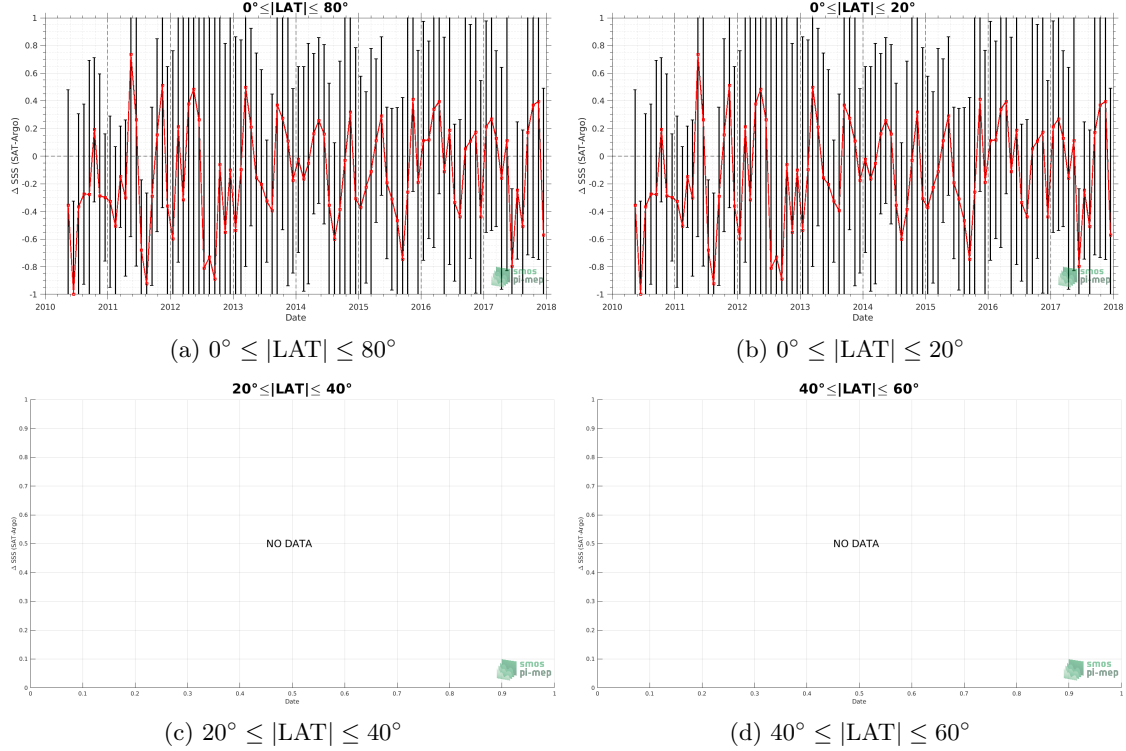 0°≤|LAT|≤ 80°
1
0.8
0.6
0.4
0.2
0
-0.2
-0.4
-0.6
-0.8
-1
Δ SSS (SAT-Argo)
2010 2011 2012 2013 2014 2015 2016 2017 2018
Date
smos
pi-mep
(a) 0° ≤ |LAT| ≤ 80°
0°≤|LAT|≤ 20°
1
0.8
0.6
0.4
0.2
0
-0.2
-0.4
-0.6
-0.8
-1
Δ SSS (SAT-Argo)
2010 2011 2012 2013 2014 2015 2016 2017 2018
Date
smos
pi-mep
(b) 0° ≤ |LAT| ≤ 20°
20°≤|LAT|≤ 40°
1
0.9
0.8
0.7
0.6
0.5
0.4
0.3
0.2
0.1
0
Δ SSS (SAT-Argo)
NO DATA
0 0.1 0.2 0.3 0.4 0.5 0.6 0.7 0.8 0.9 1
Date
smos
pi-mep
(c) 20° ≤ |LAT| ≤ 40°
40°≤|LAT|≤ 60°
1
0.9
0.8
0.7
0.6
0.5
0.4
0.3
0.2
0.1
0
Δ SSS (SAT-Argo)
NO DATA
0 0.1 0.2 0.3 0.4 0.5 0.6 0.7 0.8 0.9 1
Date
smos
pi-mep
(d) 40° ≤ |LAT| ≤ 60°